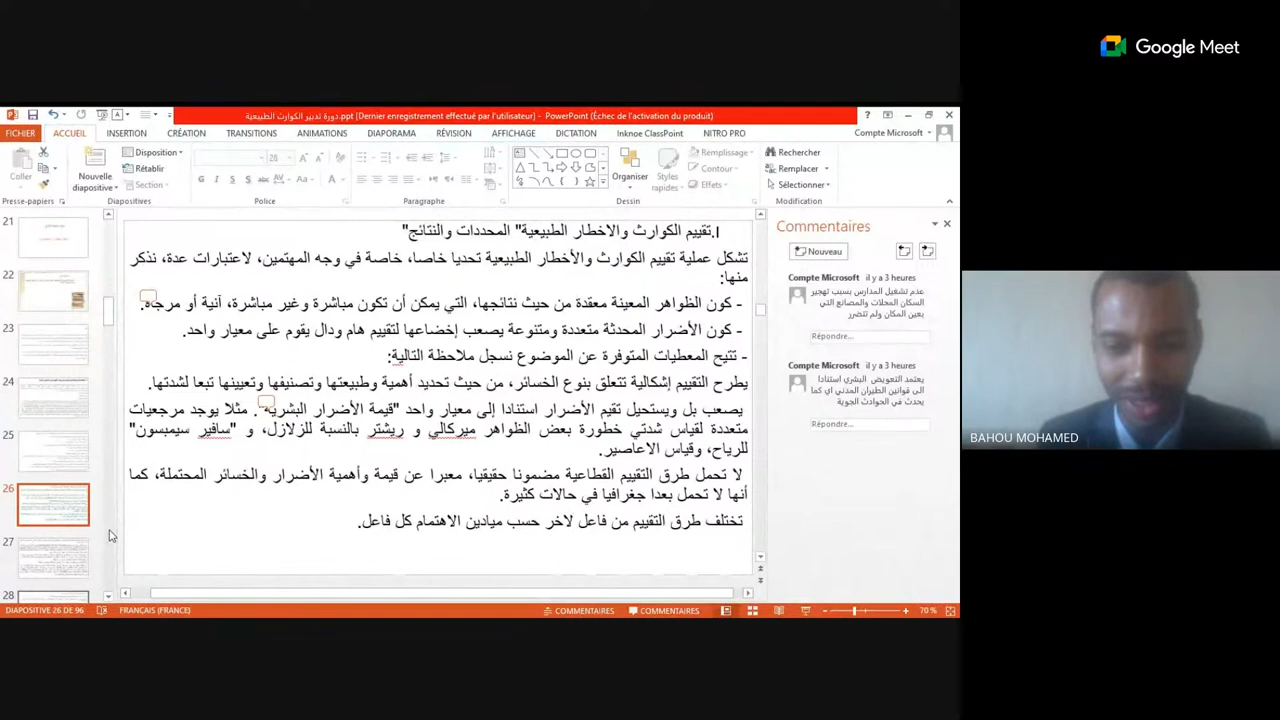 Google Meet
دورة تدبير الكوارث الطبيعية.ppt [Dernier enregistrement effectué par l'utilisateur] - PowerPoint (Échec de l'activation du produit)
FICHIER ACCUEIL INSERTION CRÉATION TRANSITIONS ANIMATIONS DIAPORAMA RÉVISION AFFICHAGE DICTATION Inknoe ClassPoint NITRO PRO Compte Microsoft
Coller
Nouvelle diapositive
Disposition
Rétablir
Section
Organiser
Styles rapides
Remplissage
Contour
Effets
Rechercher
Remplacer
Sélectionner
Presse-papiers Diapositives Police Paragraphe Dessin Modification
21
22
23
24
25
26
27
28
I.تقييم الكوارث والاخطار الطبيعية" المحددات والنتائج"
تشكل عملية تقييم الكوارث والأخطار الطبيعية تحديا خاصا، خاصة في وجه المهتمين، لاعتبارات عدة، نذكر
منها:
- كون الظواهر المعينة معقدة من حيث نتائجها، التي يمكن أن تكون مباشرة وغير مباشرة، آنية أو مرجأة.
- كون الأضرار المحدثة متعددة ومتنوعة يصعب إخضاعها لتقييم هام ودال يقوم على معيار واحد.
- تتيح المعطيات المتوفرة عن الموضوع نسجل ملاحظة التالية:
يطرح التقييم إشكالية تتعلق بنوع الخسائر، من حيث تحديد أهمية وطبيعتها وتصنيفها وتعيينها تبعا لشدتها.
يصعب بل ويستحيل تقيم الأضرار استنادا إلى معيار واحد "قيمة الأضرار البشرية". مثلا يوجد مرجعيات
متعددة لقياس شدتي خطورة بعض الظواهر ميركالي و ريشتر بالنسبة للزلازل، و "سافير سيمبسون"
للرياح، وقياس الاعاصير.
لا تحمل طرق التقييم القطاعية مضمونا حقيقيا، معبرا عن قيمة وأهمية الأضرار والخسائر المحتملة، كما
أنها لا تحمل بعدا جغرافيا في حالات كثيرة.
تختلف طرق التقييم من فاعل لاخر حسب ميادين الاهتمام كل فاعل.
Commentaires
Nouveau
Compte Microsoft il y a 3 heures
عدم تشغيل المدارس بسبب تهجير
السكان المحلات والمصانع التي
بعين المكان ولم تتضرر
Répondre...
Compte Microsoft il y a 3 heures
يعتمد التعويض البشري استنادا
الى قوانين الطيران المدني اي كما
يحدث في الحوادث الجوية
Répondre...
BAHOU MOHAMED
DIAPOSITIVE 26 DE 96 FRANÇAIS (FRANCE) COMMENTAIRES COMMENTAIRES 70 %